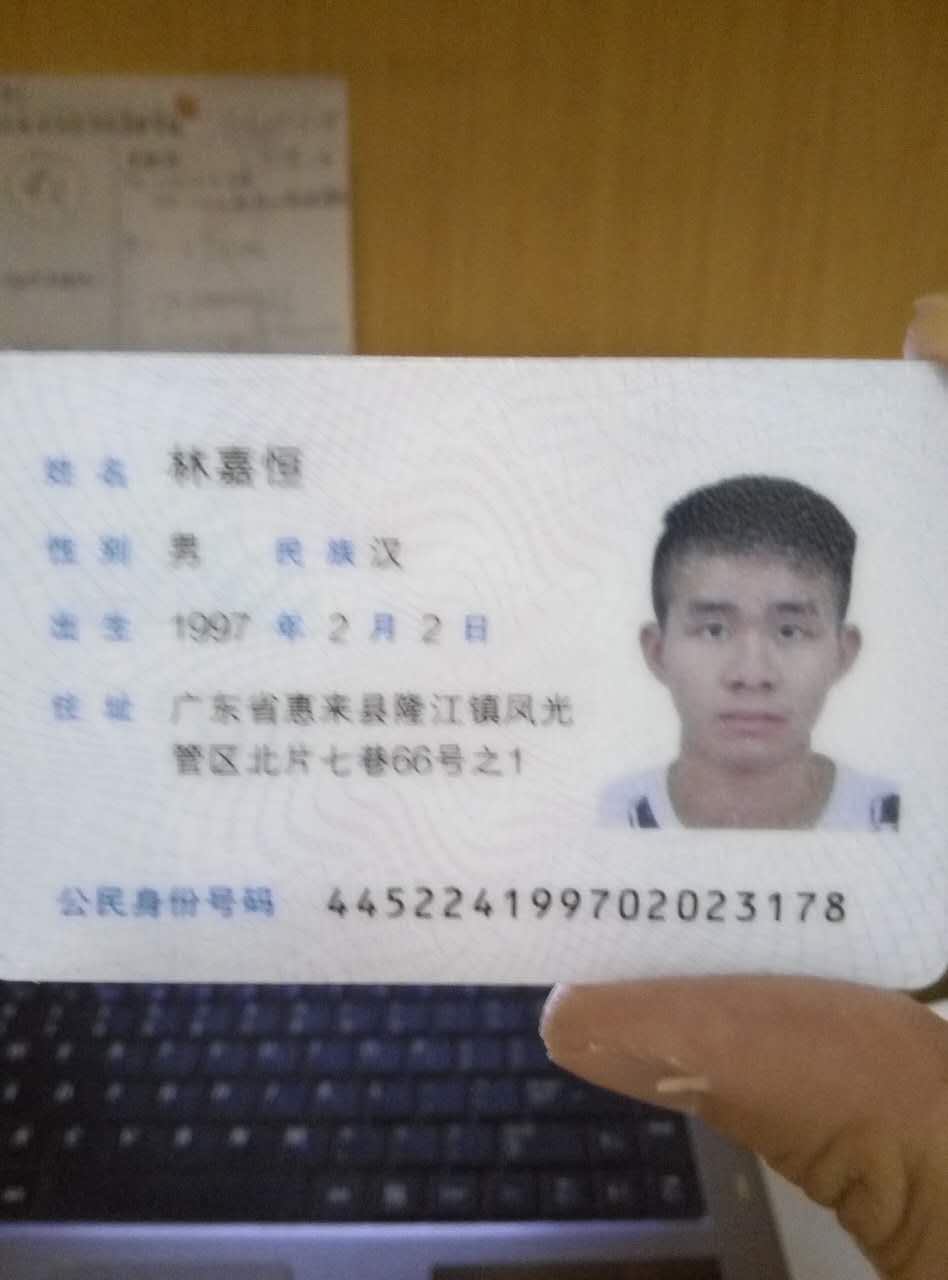 姓名 林嘉恒
性别 男 民族 汉
出生 1997 年 2 月 2 日
住址 广东省惠来县隆江镇凤光
管区北片七巷66号之1
公民身份号码 445224199702023178